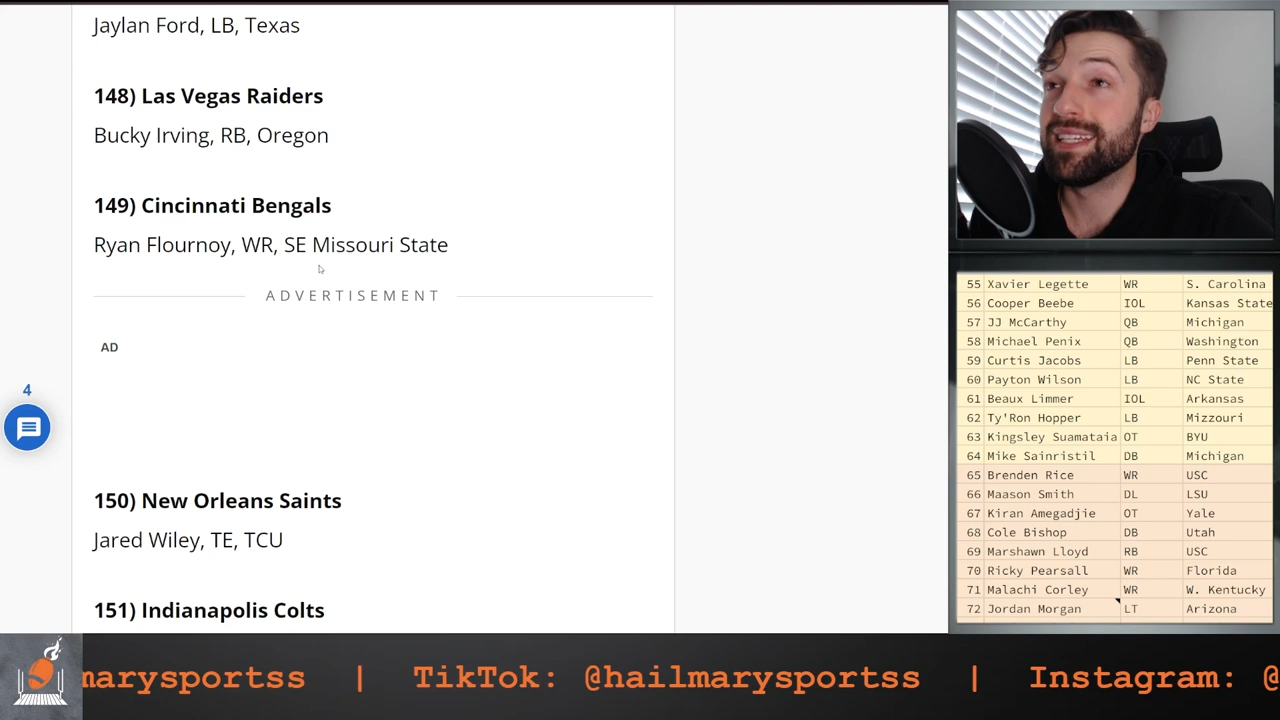 Jaylan Ford, LB, Texas
148) Las Vegas Raiders
Bucky Irving, RB, Oregon
149) Cincinnati Bengals
Ryan Flournoy, WR, SE Missouri State
ADVERTISEMENT
AD
4
150) New Orleans Saints
Jared Wiley, TE, TCU
151) Indianapolis Colts
55 Xavier Legette WR S. Carolina
56 Cooper Beebe IOL Kansas State
57 JJ McCarthy QB Michigan
58 Michael Penix QB Washington
59 Curtis Jacobs LB Penn State
60 Payton Wilson LB NC State
61 Beaux Limmer IOL Arkansas
62 Ty'Ron Hopper LB Mizzouri
63 Kingsley Suamataia OT BYU
64 Mike Sainristil DB Michigan
65 Brenden Rice WR USC
66 Maason Smith DL LSU
67 Kiran Amegadjie OT Yale
68 Cole Bishop DB Utah
69 Marshawn Lloyd RB USC
70 Ricky Pearsall WR Florida
71 Malachi Corley WR W. Kentucky
72 Jordan Morgan LT Arizona
marysportss | TikTok: @hailmarysportss | Instagram: @